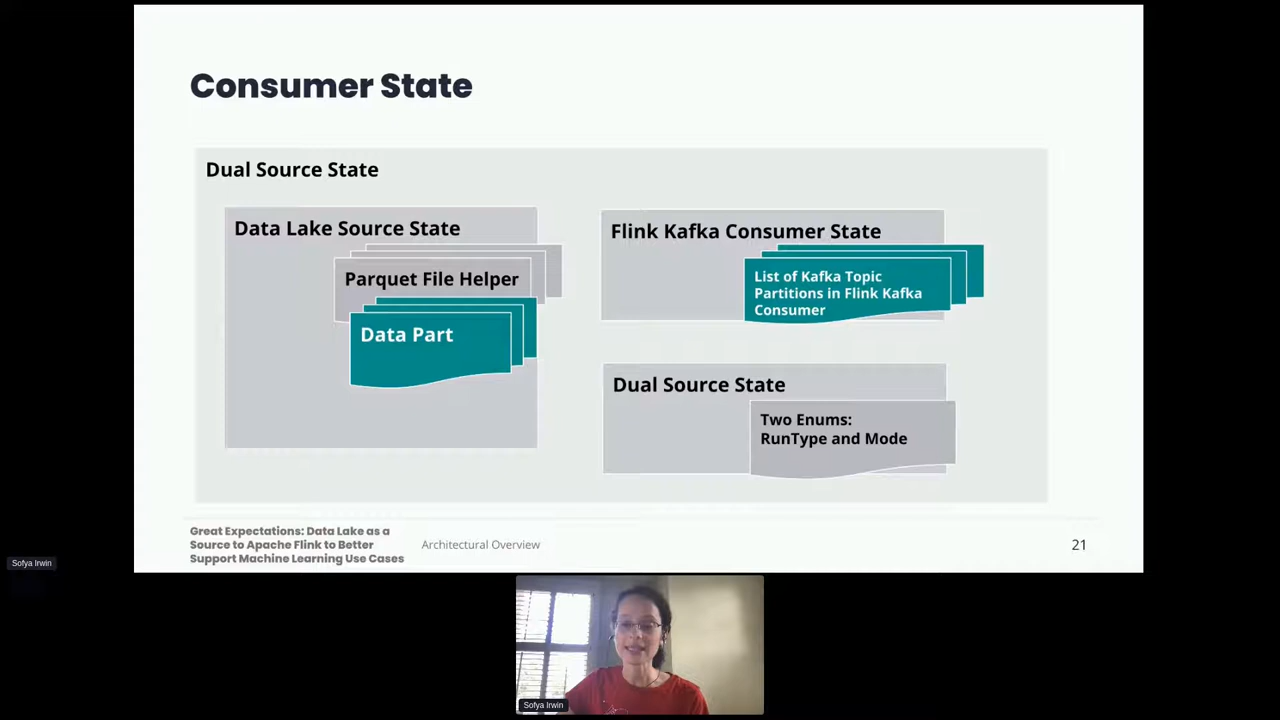 Consumer State
Dual Source State
Data Lake Source State
Parquet File Helper
Data Part
Flink Kafka Consumer State
List of Kafka Topic
Partitions in Flink Kafka
Consumer
Dual Source State
Two Enums:
RunType and Mode
Great Expectations: Data Lake as a
Source to Apache Flink to Better
Support Machine Learning Use Cases
Architectural Overview
21
Sofya Irwin
Sofya Irwin